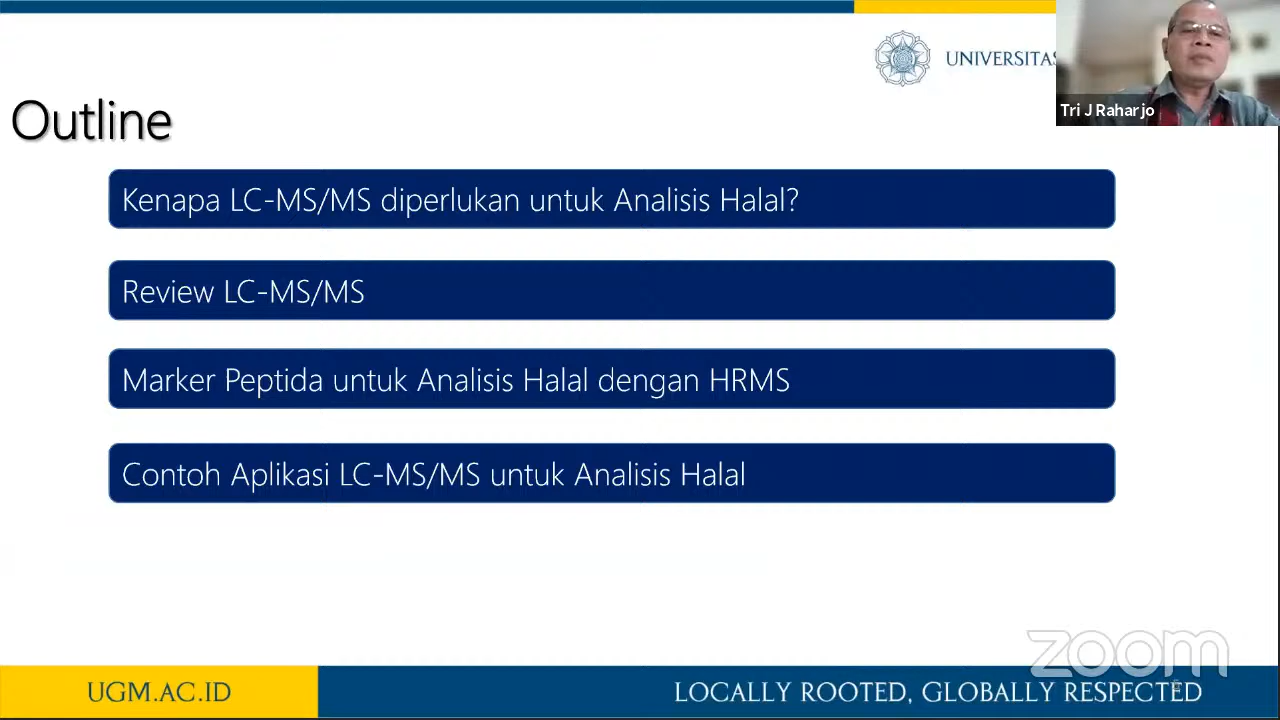 UNIVERSITAS
Tri J Raharjo
Outline
Kenapa LC-MS/MS diperlukan untuk Analisis Halal?
Review LC-MS/MS
Marker Peptida untuk Analisis Halal dengan HRMS
Contoh Aplikasi LC-MS/MS untuk Analisis Halal
zoom
UGM.AC.ID
LOCALLY ROOTED, GLOBALLY RESPECTED